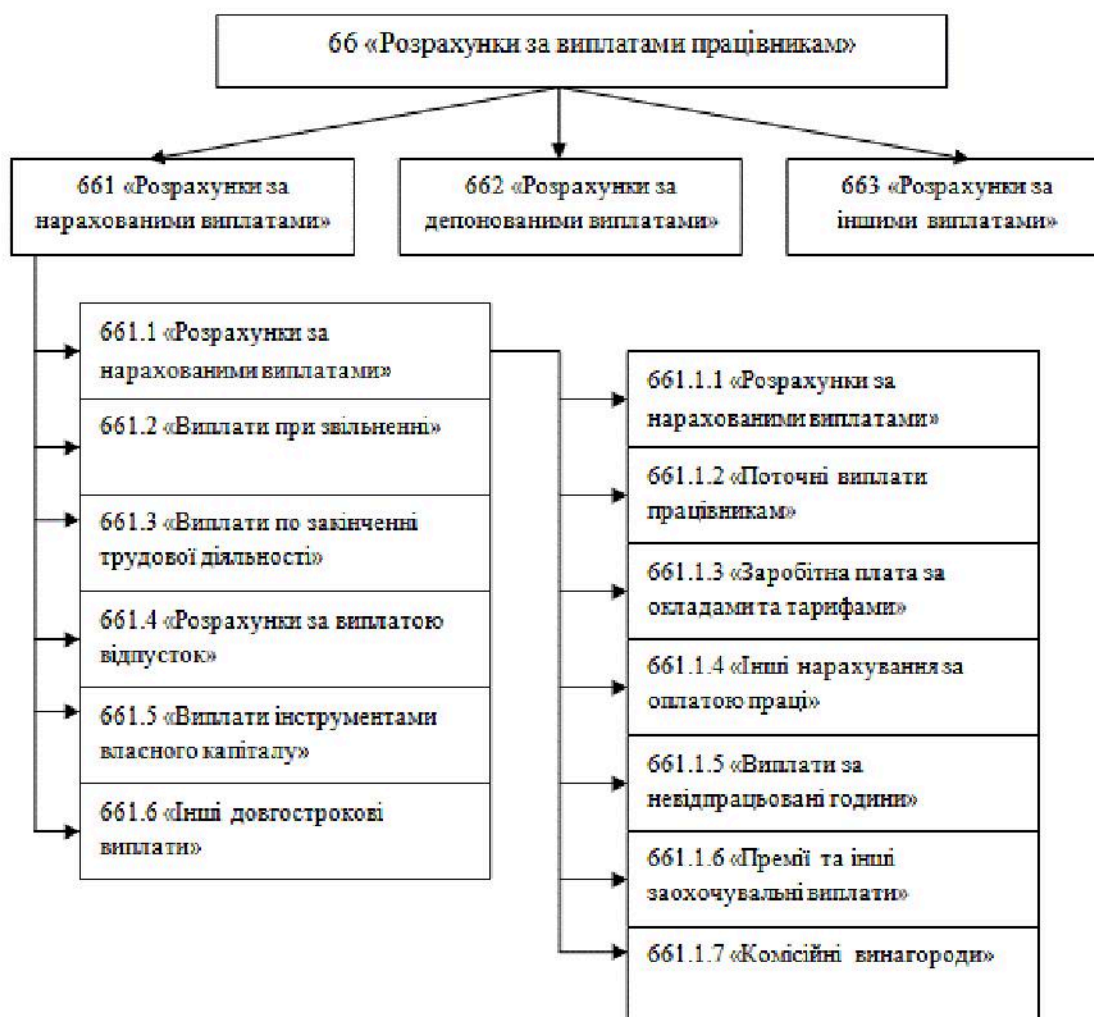 66 «Розрахунки за виплатами працівникам»
661 «Розрахунки за
нарахованими виплатами»
662 «Розрахунки за
депонованими виплатами»
663 «Розрахунки за
іншими виплатами»
661.1 «Розрахунки за
нарахованими виплатами»
661.2 «Виплати при звільненні»
661.3 «Виплати по закінченні
трудової діяльності»
661.4 «Розрахунки за виплатою
відпусток»
661.5 «Виплати інструментами
власного капіталу»
661.6 «Інші довгострокові
виплати»
661.1.1 «Розрахунки за
нарахованими виплатами»
661.1.2 «Поточні виплати
працівникам»
661.1.3 «Заробітна плата за
окладами та тарифами»
661.1.4 «Інші нарахування за
оплатою праці»
661.1.5 «Виплати за
невідпрацьовані години»
661.1.6 «Премії та інші
заохочувальні виплати»
661.1.7 «Комісійні винагороди»